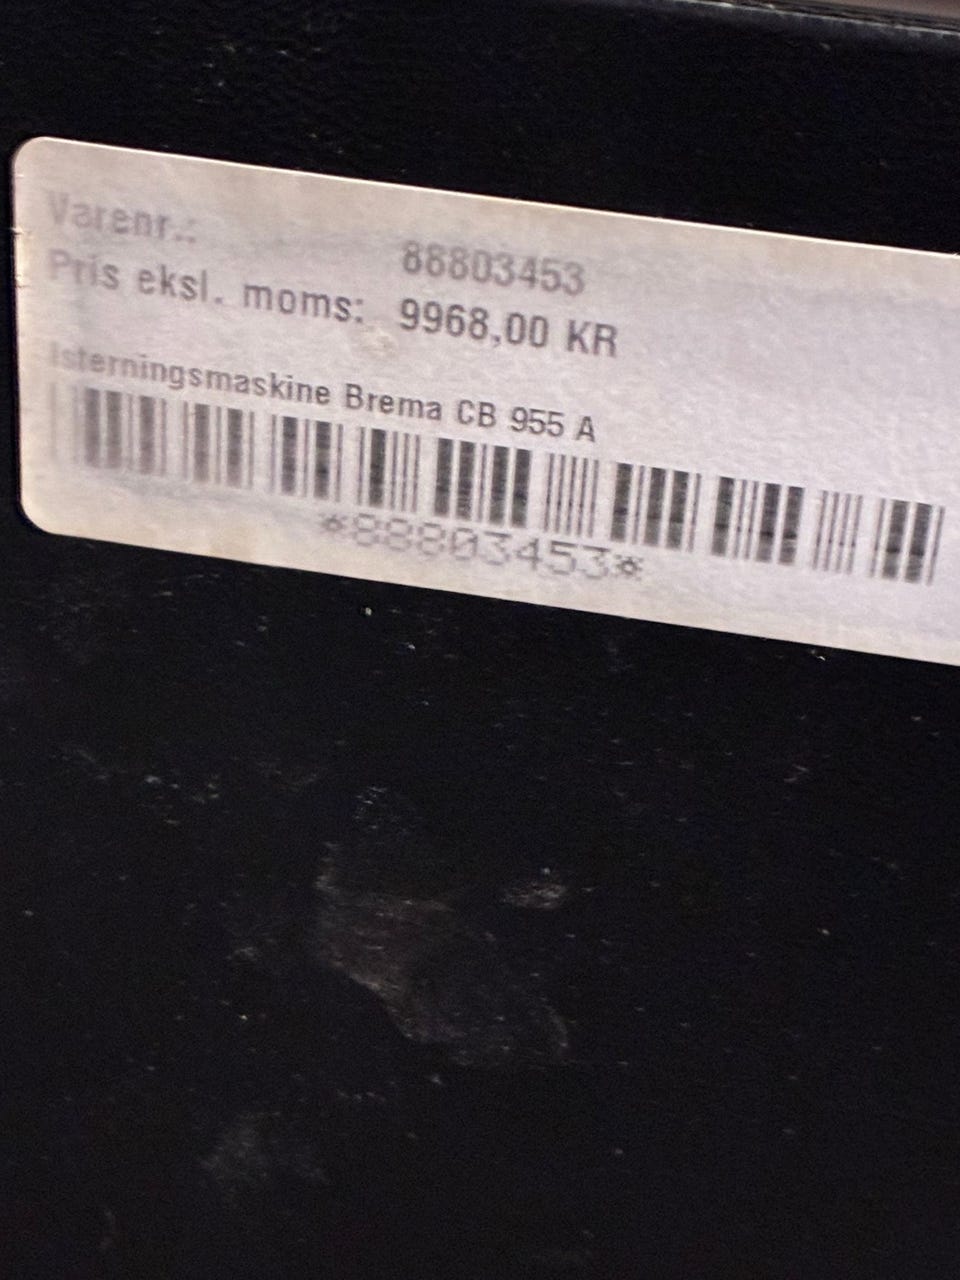 Varenr.: 88803453
Pris eksl. moms: 9968,00 KR
Isterningsmaskine Brema CB 955 A
*88803453*